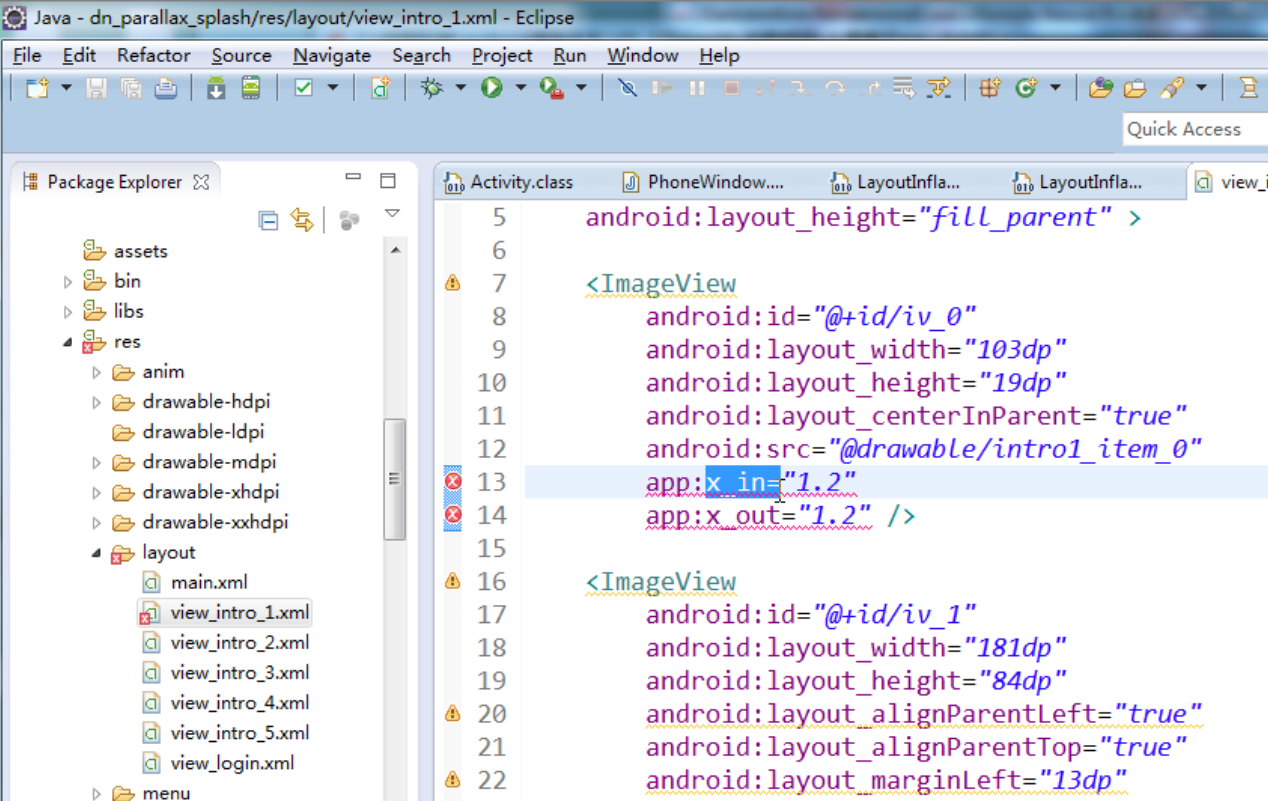 Java - dn_parallax_splash/res/layout/view_intro_1.xml - Eclipse
File Edit Refactor Source Navigate Search Project Run Window Help
Quick Access
Package Explorer
Activity.class PhoneWindow.... LayoutInfla... LayoutInfla...
assets
bin
libs
res
anim
drawable-hdpi
drawable-ldpi
drawable-mdpi
drawable-xhdpi
drawable-xxhdpi
layout
main.xml
view_intro_1.xml
view_intro_2.xml
view_intro_3.xml
view_intro_4.xml
view_intro_5.xml
view_login.xml
menu
5 android:layout_height="fill_parent" >
6
7 <ImageView
8 android:id="@+id/iv_0"
9 android:layout_width="103dp"
10 android:layout_height="19dp"
11 android:layout_centerInParent="true"
12 android:src="@drawable/intro1_item_0"
13 app:x_in="1.2"
14 app:x_out="1.2" />
15
16 <ImageView
17 android:id="@+id/iv_1"
18 android:layout_width="181dp"
19 android:layout_height="84dp"
20 android:layout_alignParentLeft="true"
21 android:layout_alignParentTop="true"
22 android:layout_marginLeft="13dp"